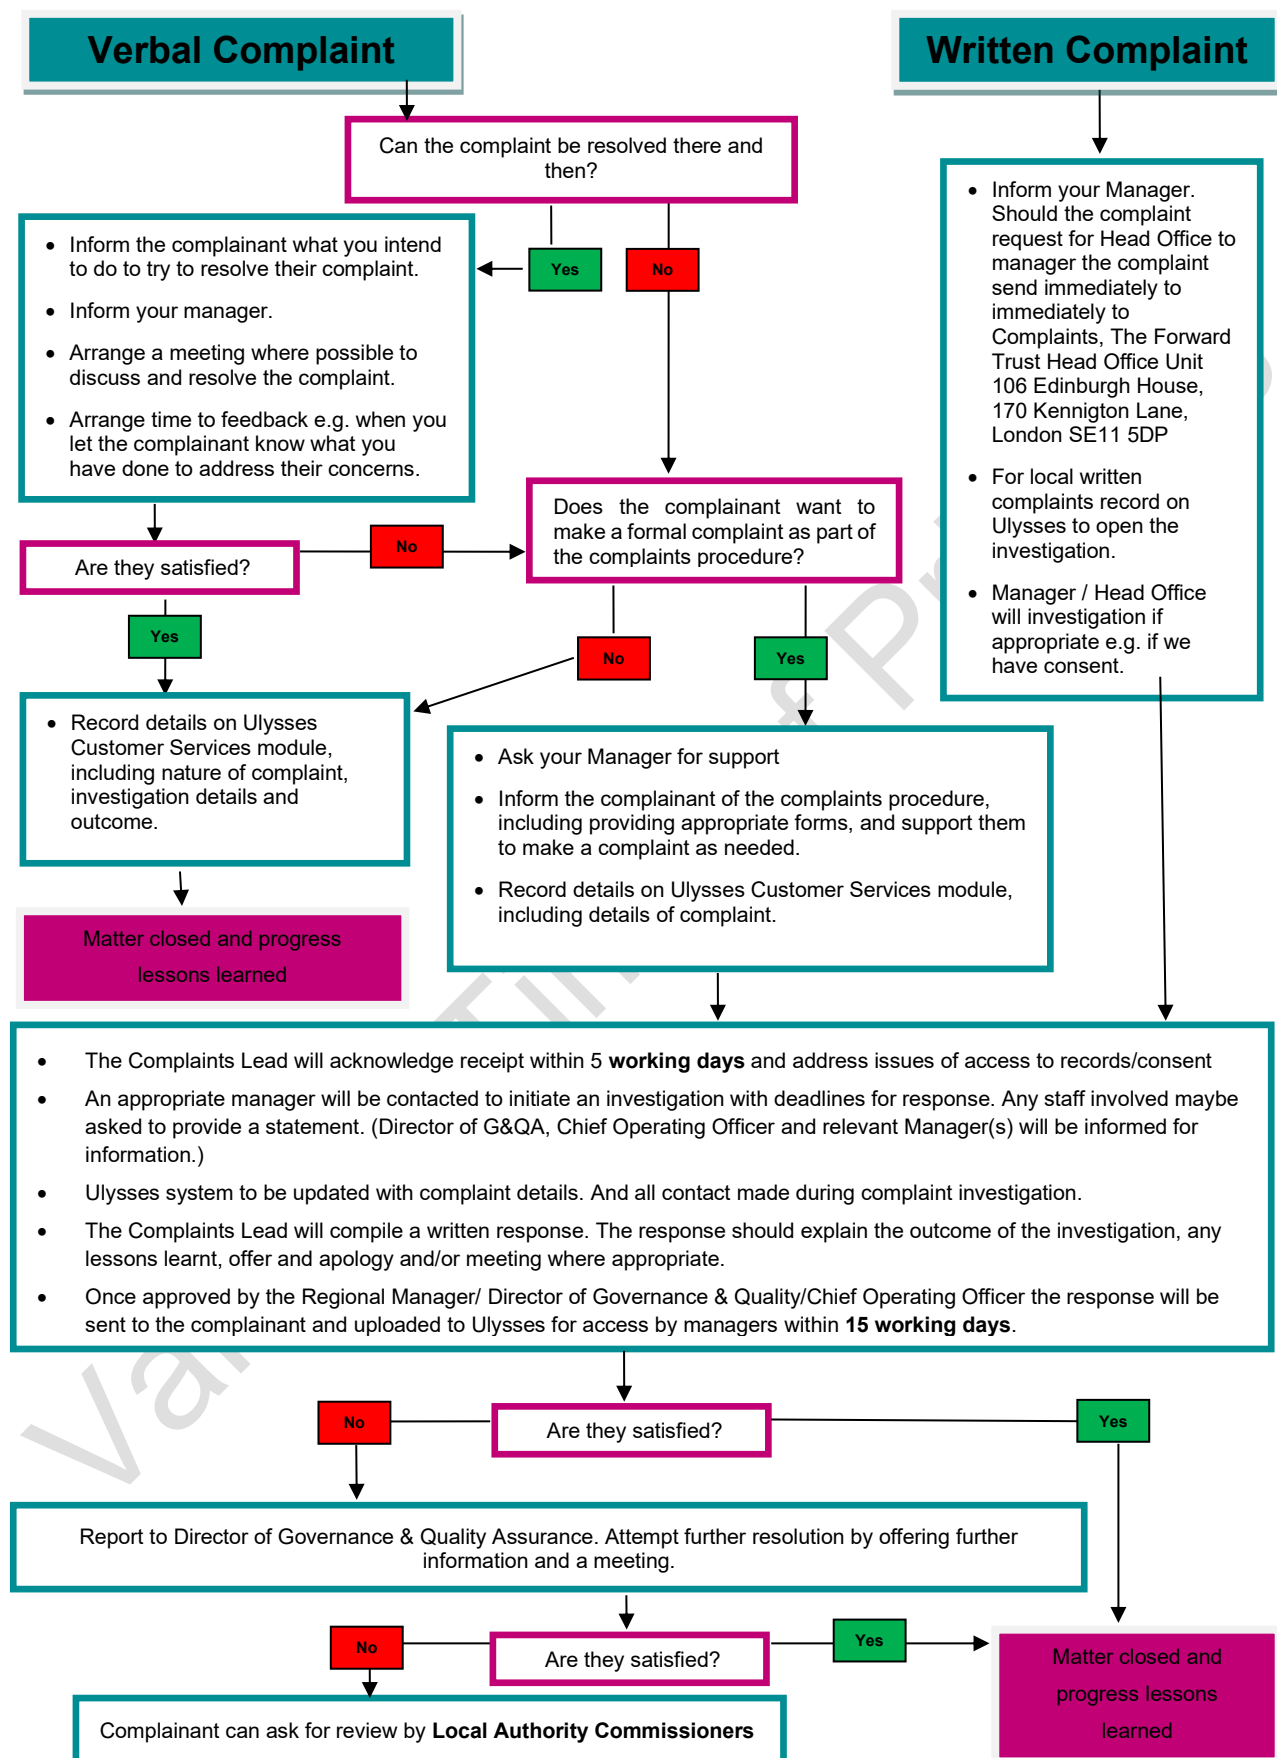 Verbal Complaint
Written Complaint
Can the complaint be resolved there and
then?
Yes
No
• Inform the complainant what you intend
to do to try to resolve their complaint.
• Inform your manager.
• Arrange a meeting where possible to
discuss and resolve the complaint.
• Arrange time to feedback e.g. when you
let the complainant know what you
have done to address their concerns.
• Inform your Manager.
Should the complaint
request for Head Office to
manager the complaint
send immediately to
immediately to
Complaints, The Forward
Trust Head Office Unit
106 Edinburgh House,
170 Kennigton Lane,
London SE11 5DP
• For local written
complaints record on
Ulysses to open the
investigation.
• Manager / Head Office
will investigation if
appropriate e.g. if we
have consent.
Are they satisfied?
No
Does the complainant want to
make a formal complaint as part of
the complaints procedure?
Yes
No
Yes
• Record details on Ulysses
Customer Services module,
including nature of complaint,
investigation details and
outcome.
• Ask your Manager for support
• Inform the complainant of the complaints procedure,
including providing appropriate forms, and support them
to make a complaint as needed.
• Record details on Ulysses Customer Services module,
including details of complaint.
Matter closed and progress
lessons learned
• The Complaints Lead will acknowledge receipt within 5 working days and address issues of access to records/consent
• An appropriate manager will be contacted to initiate an investigation with deadlines for response. Any staff involved maybe
asked to provide a statement. (Director of G&QA, Chief Operating Officer and relevant Manager(s) will be informed for
information.)
• Ulysses system to be updated with complaint details. And all contact made during complaint investigation.
• The Complaints Lead will compile a written response. The response should explain the outcome of the investigation, any
lessons learnt, offer and apology and/or meeting where appropriate.
• Once approved by the Regional Manager/ Director of Governance & Quality/Chief Operating Officer the response will be
sent to the complainant and uploaded to Ulysses for access by managers within 15 working days.
No
Are they satisfied?
Yes
Report to Director of Governance & Quality Assurance. Attempt further resolution by offering further
information and a meeting.
No
Are they satisfied?
Yes
Matter closed and
progress lessons
learned
Complainant can ask for review by Local Authority Commissioners